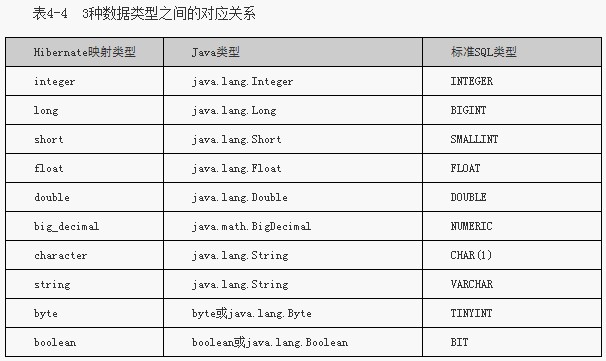 表4-4 3种数据类型之间的对应关系
Hibernate映射类型 Java类型 标准SQL类型
integer java.lang.Integer INTEGER
long java.lang.Long BIGINT
short java.lang.Short SMALLINT
float java.lang.Float FLOAT
double java.lang.Double DOUBLE
big_decimal java.math.BigDecimal NUMERIC
character java.lang.String CHAR(1)
string java.lang.String VARCHAR
byte byte或java.lang.Byte TINYINT
boolean boolean或java.lang.Boolean BIT